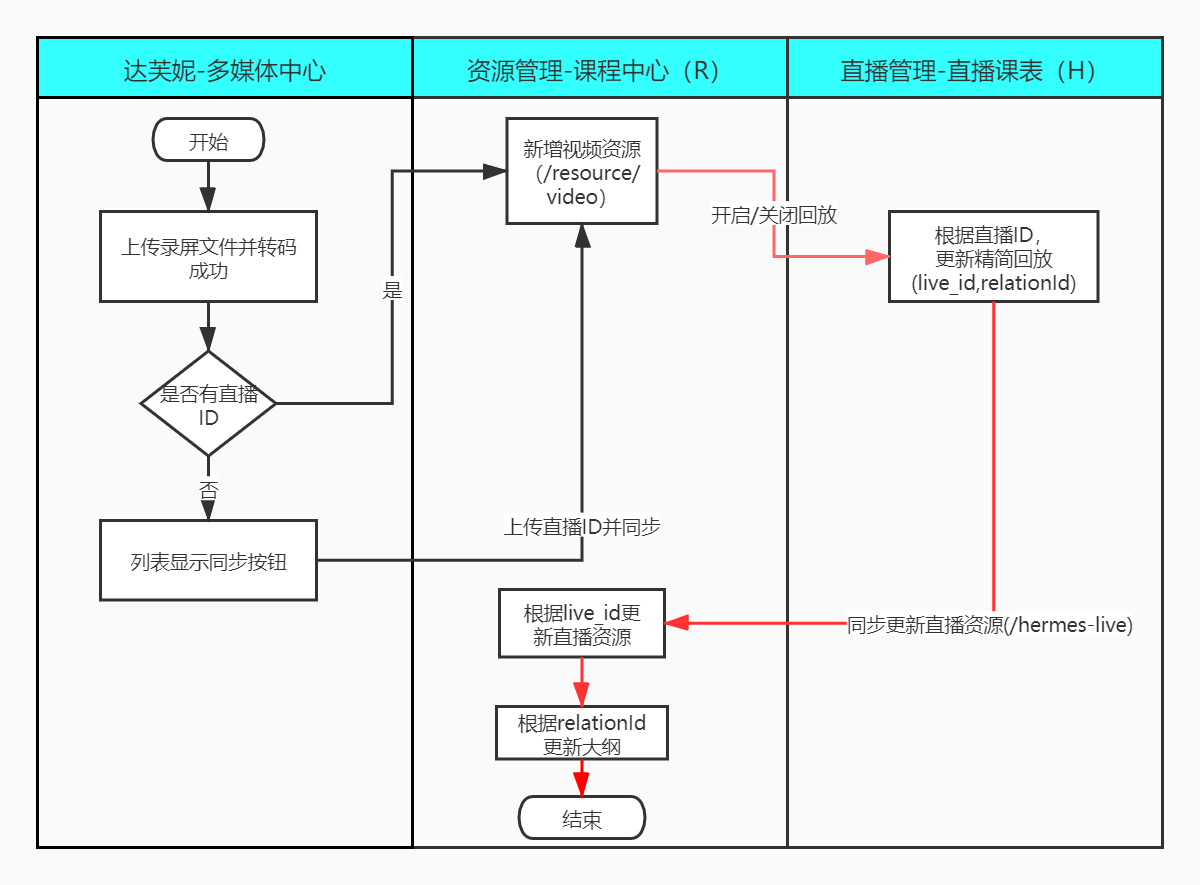 达芙妮-多媒体中心
资源管理-课程中心（R）
直播管理-直播课表（H）
开始
上传录屏文件并转码
成功
是否有直播
ID
是
否
列表显示同步按钮
新增视频资源
（/resource/
video）
上传直播ID并同步
开启/关闭回放
根据直播ID，
更新精简回放
(live_id,relationId)
同步更新直播资源(/hermes-live)
根据live_id更
新直播资源
根据relationId
更新大纲
结束